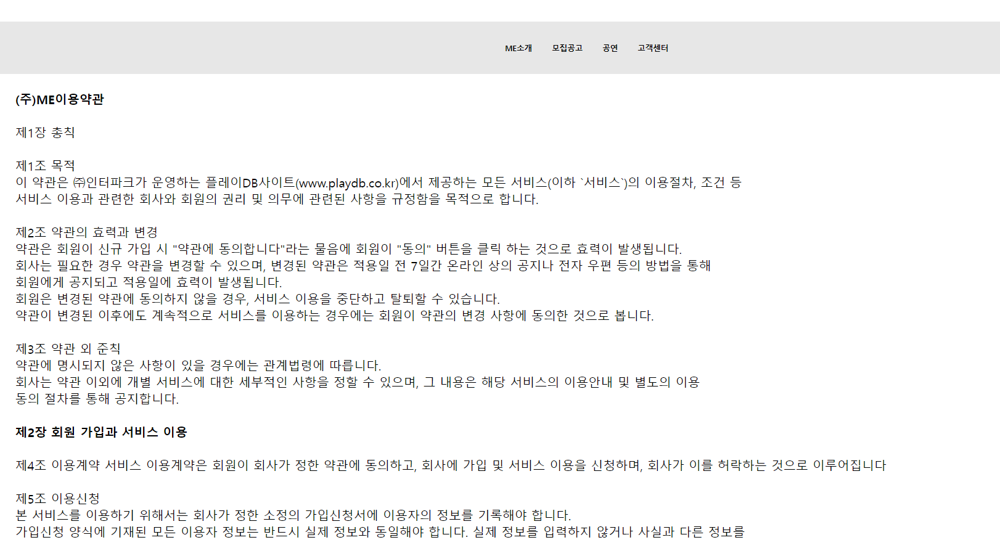 ME소개 모집공고 공연 고객센터
(주)ME이용약관
제1장 총칙
제1조 목적
이 약관은 ㈜인터파크가 운영하는 플레이DB사이트(www.playdb.co.kr)에서 제공하는 모든 서비스(이하 `서비스`)의 이용절차, 조건 등
서비스 이용과 관련한 회사와 회원의 권리 및 의무에 관련된 사항을 규정함을 목적으로 합니다.
제2조 약관의 효력과 변경
약관은 회원이 신규 가입 시 "약관에 동의합니다"라는 물음에 회원이 "동의" 버튼을 클릭 하는 것으로 효력이 발생됩니다.
회사는 필요한 경우 약관을 변경할 수 있으며, 변경된 약관은 적용일 전 7일간 온라인 상의 공지나 전자 우편 등의 방법을 통해
회원에게 공지되고 적용일에 효력이 발생됩니다.
회원은 변경된 약관에 동의하지 않을 경우, 서비스 이용을 중단하고 탈퇴할 수 있습니다.
약관이 변경된 이후에도 계속적으로 서비스를 이용하는 경우에는 회원이 약관의 변경 사항에 동의한 것으로 봅니다.
제3조 약관 외 준칙
약관에 명시되지 않은 사항이 있을 경우에는 관계법령에 따릅니다.
회사는 약관 이외에 개별 서비스에 대한 세부적인 사항을 정할 수 있으며, 그 내용은 해당 서비스의 이용안내 및 별도의 이용
동의 절차를 통해 공지합니다.
제2장 회원 가입과 서비스 이용
제4조 이용계약 서비스 이용계약은 회원이 회사가 정한 약관에 동의하고, 회사에 가입 및 서비스 이용을 신청하며, 회사가 이를 허락하는 것으로 이루어집니다
제5조 이용신청
본 서비스를 이용하기 위해서는 회사가 정한 소정의 가입신청서에 이용자의 정보를 기록해야 합니다.
가입신청 양식에 기재된 모든 이용자 정보는 반드시 실제 정보와 동일해야 합니다. 실제 정보를 입력하지 않거나 사실과 다른 정보를